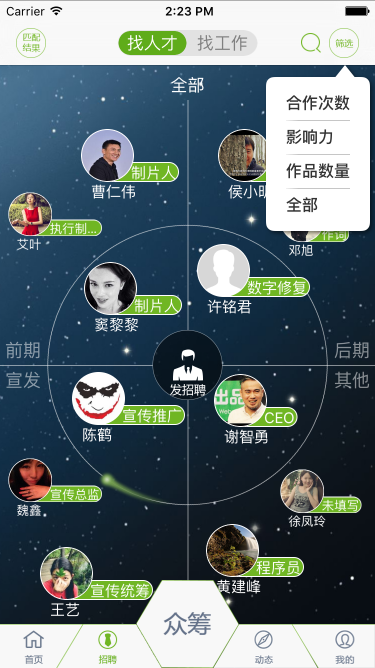 Carrier 2:23 PM
匹配
结果
找人才 找工作
筛选
全部
合作次数
影响力
作品数量
全部
制片人
曹仁伟
侯小明
执行制...
艾叶
作词
邓旭
数字修复
许铭君
制片人
窦黎黎
前期
宣发
后期
其他
发招聘
宣传推广
陈鹤
出品
Web
CEO
谢智勇
宣传总监
魏鑫
未填写
徐凤玲
程序员
黄建峰
宣传统筹
王艺
众筹
首页
招聘
动态
我的